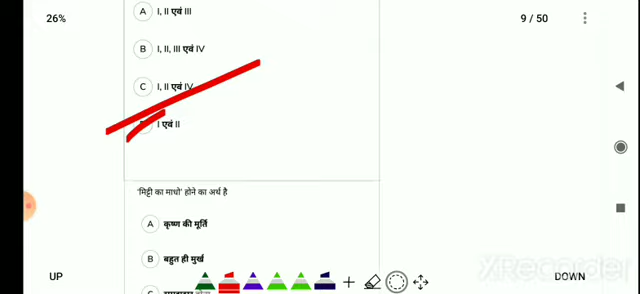 26%
9 / 50
A I, II एवं III
B I, II, III एवं IV
C I, II एवं IV
I एवं II
'मिट्टी का माधो' होने का अर्थ है
A कृष्ण की मूर्ति
B बहुत ही मुर्ख
UP
DOWN
XRecorder